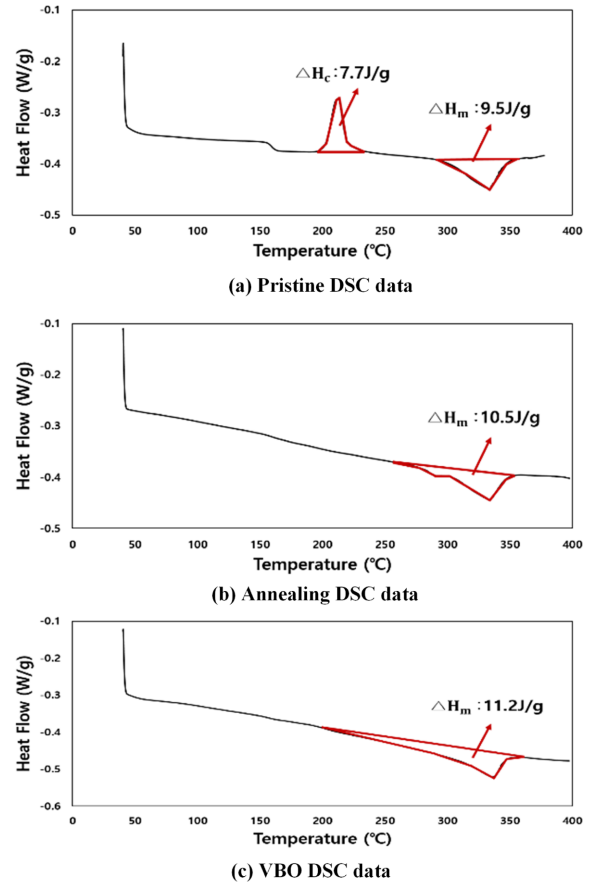 -0.1
-0.2
-0.3
-0.4
-0.5
Heat Flow (W/g)
△Hc :7.7J/g
△Hm :9.5J/g
0 50 100 150 200 250 300 350 400
Temperature (℃)
(a) Pristine DSC data
-0.1
-0.2
-0.3
-0.4
-0.5
Heat Flow (W/g)
△Hm :10.5J/g
0 50 100 150 200 250 300 350 400
Temperature (℃)
(b) Annealing DSC data
-0.1
-0.2
-0.3
-0.4
-0.5
-0.6
Heat Flow (W/g)
△Hm :11.2J/g
0 50 100 150 200 250 300 350 400
Temperature (℃)
(c) VBO DSC data